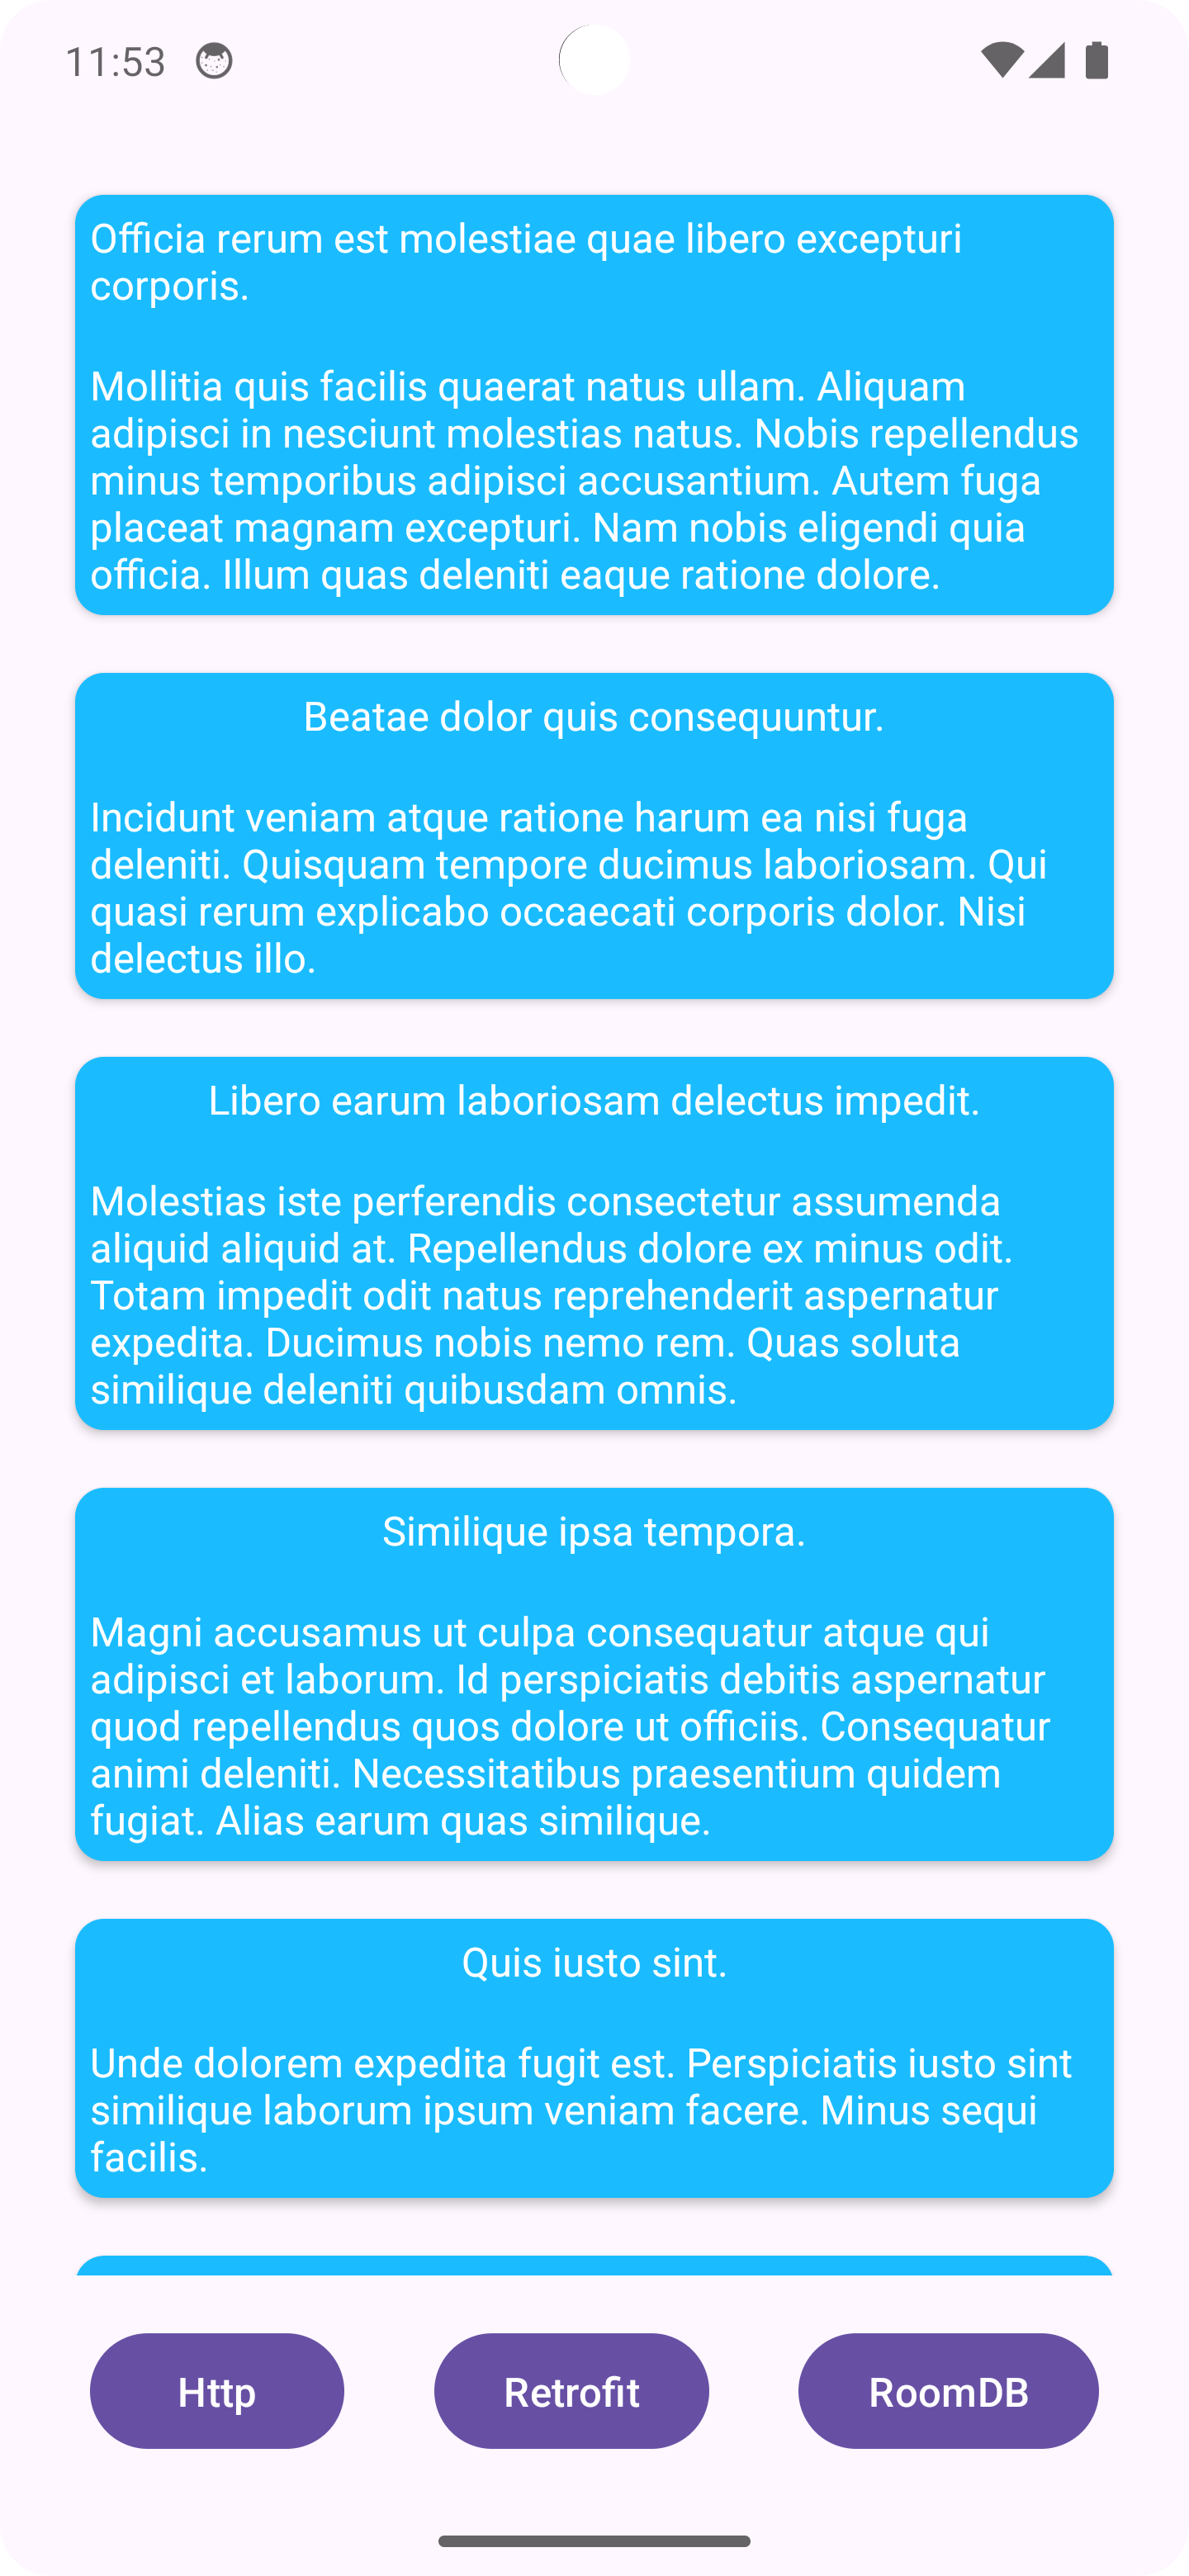 11:53
Officia rerum est molestiae quae libero excepturi
corporis.
Mollitia quis facilis quaerat natus ullam. Aliquam
adipisci in nesciunt molestias natus. Nobis repellendus
minus temporibus adipisci accusantium. Autem fuga
placeat magnam excepturi. Nam nobis eligendi quia
officia. Illum quas deleniti eaque ratione dolore.
Beatae dolor quis consequuntur.
Incidunt veniam atque ratione harum ea nisi fuga
deleniti. Quisquam tempore ducimus laboriosam. Qui
quasi rerum explicabo occaecati corporis dolor. Nisi
delectus illo.
Libero earum laboriosam delectus impedit.
Molestias iste perferendis consectetur assumenda
aliquid aliquid at. Repellendus dolore ex minus odit.
Totam impedit odit natus reprehenderit aspernatur
expedita. Ducimus nobis nemo rem. Quas soluta
similique deleniti quibusdam omnis.
Similique ipsa tempora.
Magni accusamus ut culpa consequatur atque qui
adipisci et laborum. Id perspiciatis debitis aspernatur
quod repellendus quos dolore ut officiis. Consequatur
animi deleniti. Necessitatibus praesentium quidem
fugiat. Alias earum quas similique.
Quis iusto sint.
Unde dolorem expedita fugit est. Perspiciatis iusto sint
similique laborum ipsum veniam facere. Minus sequi
facilis.
Http
Retrofit
RoomDB